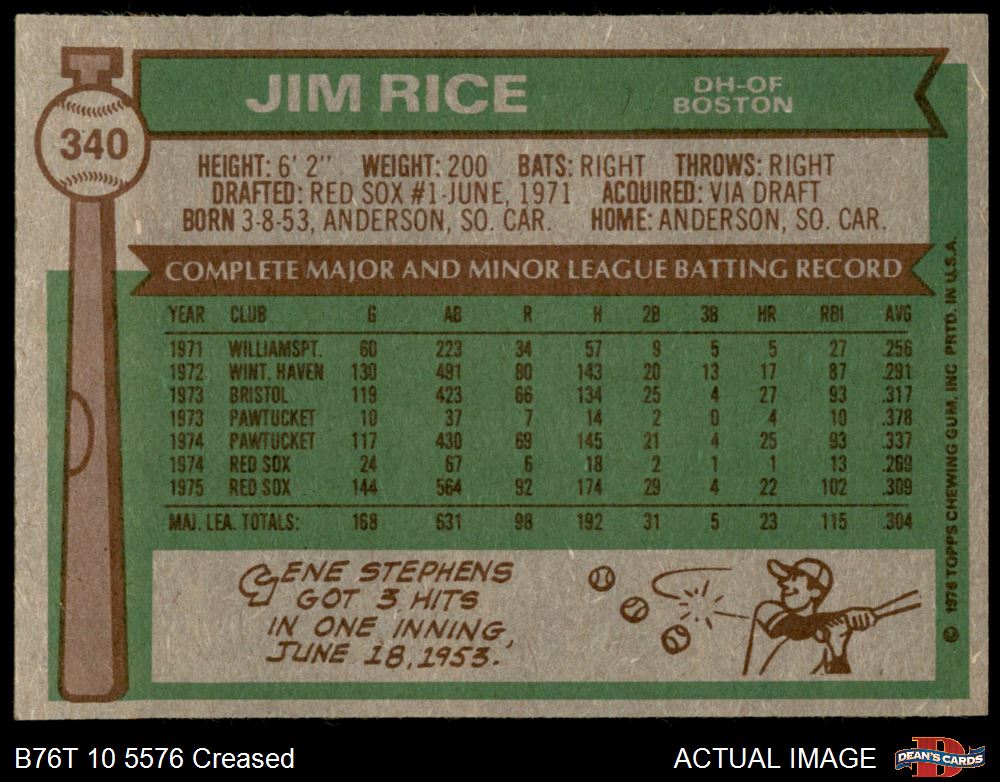 340
JIM RICE
DH-OF
BOSTON
HEIGHT: 6' 2" WEIGHT: 200 BATS: RIGHT THROWS: RIGHT
DRAFTED: RED SOX #1-JUNE, 1971 ACQUIRED: VIA DRAFT
BORN 3-8-53, ANDERSON, SO. CAR. HOME: ANDERSON, SO. CAR.
COMPLETE MAJOR AND MINOR LEAGUE BATTING RECORD
YEAR CLUB G AB R H 2B 3B HR RBI AVG
1971 WILLIAMSPT. 60 223 34 57 9 5 5 27 .256
1972 WINT. HAVEN 130 491 80 143 20 13 17 87 .291
1973 BRISTOL 119 423 66 134 25 4 27 93 .317
1973 PAWTUCKET 10 37 7 14 2 0 4 10 .378
1974 PAWTUCKET 117 430 69 145 21 4 25 93 .337
1974 RED SOX 24 67 6 18 2 1 1 13 .269
1975 RED SOX 144 564 92 174 29 4 22 102 .309
MAJ. LEA. TOTALS: 168 631 98 192 31 5 23 115 .304
GENE STEPHENS
GOT 3 HITS
IN ONE INNING,
JUNE 18, 1953.
© 1976 TOPPS CHEWING GUM, INC PRTD. IN U.S.A.
B76T 10 5576 Creased
ACTUAL IMAGE
D
DEAN'S CARDS